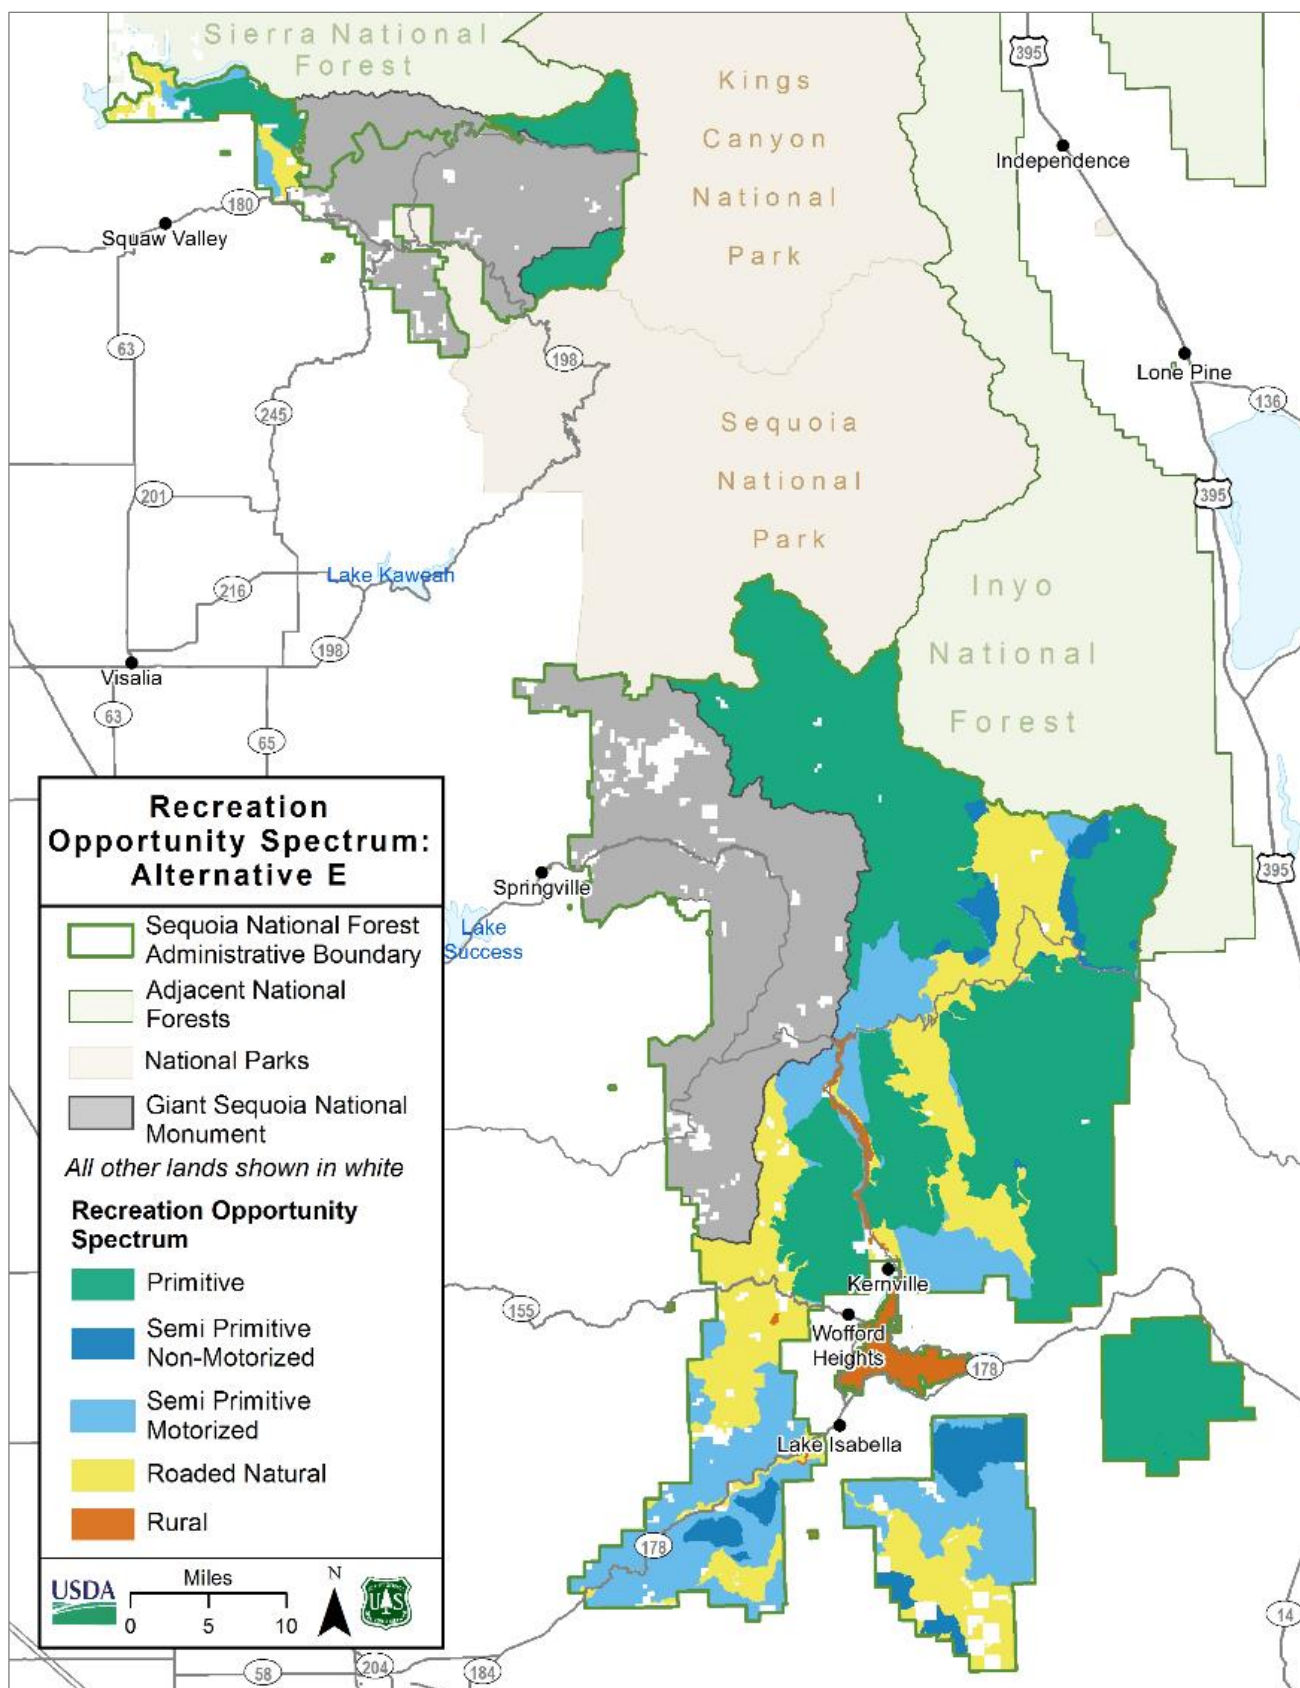 Sierra National
Forest
395
Kings
Canyon
National
Park
Independence
180
Squaw Valley
63
198
Lone Pine
136
245
Sequoia
National
Park
201
395
Lake Kaweah
216
Inyo
National
Forest
198
Visalia
63
65
395
Springville
Lake
Success
Recreation
Opportunity Spectrum:
Alternative E
Sequoia National Forest
Administrative Boundary
Adjacent National
Forests
National Parks
Giant Sequoia National
Monument
All other lands shown in white
Recreation Opportunity
Spectrum
Primitive
Semi Primitive
Non-Motorized
Semi Primitive
Motorized
Roaded Natural
Rural
USDA
Miles
0 5 10
N
U S
Kernville
155
Wofford
Heights
178
Lake Isabella
178
14
58
204
184